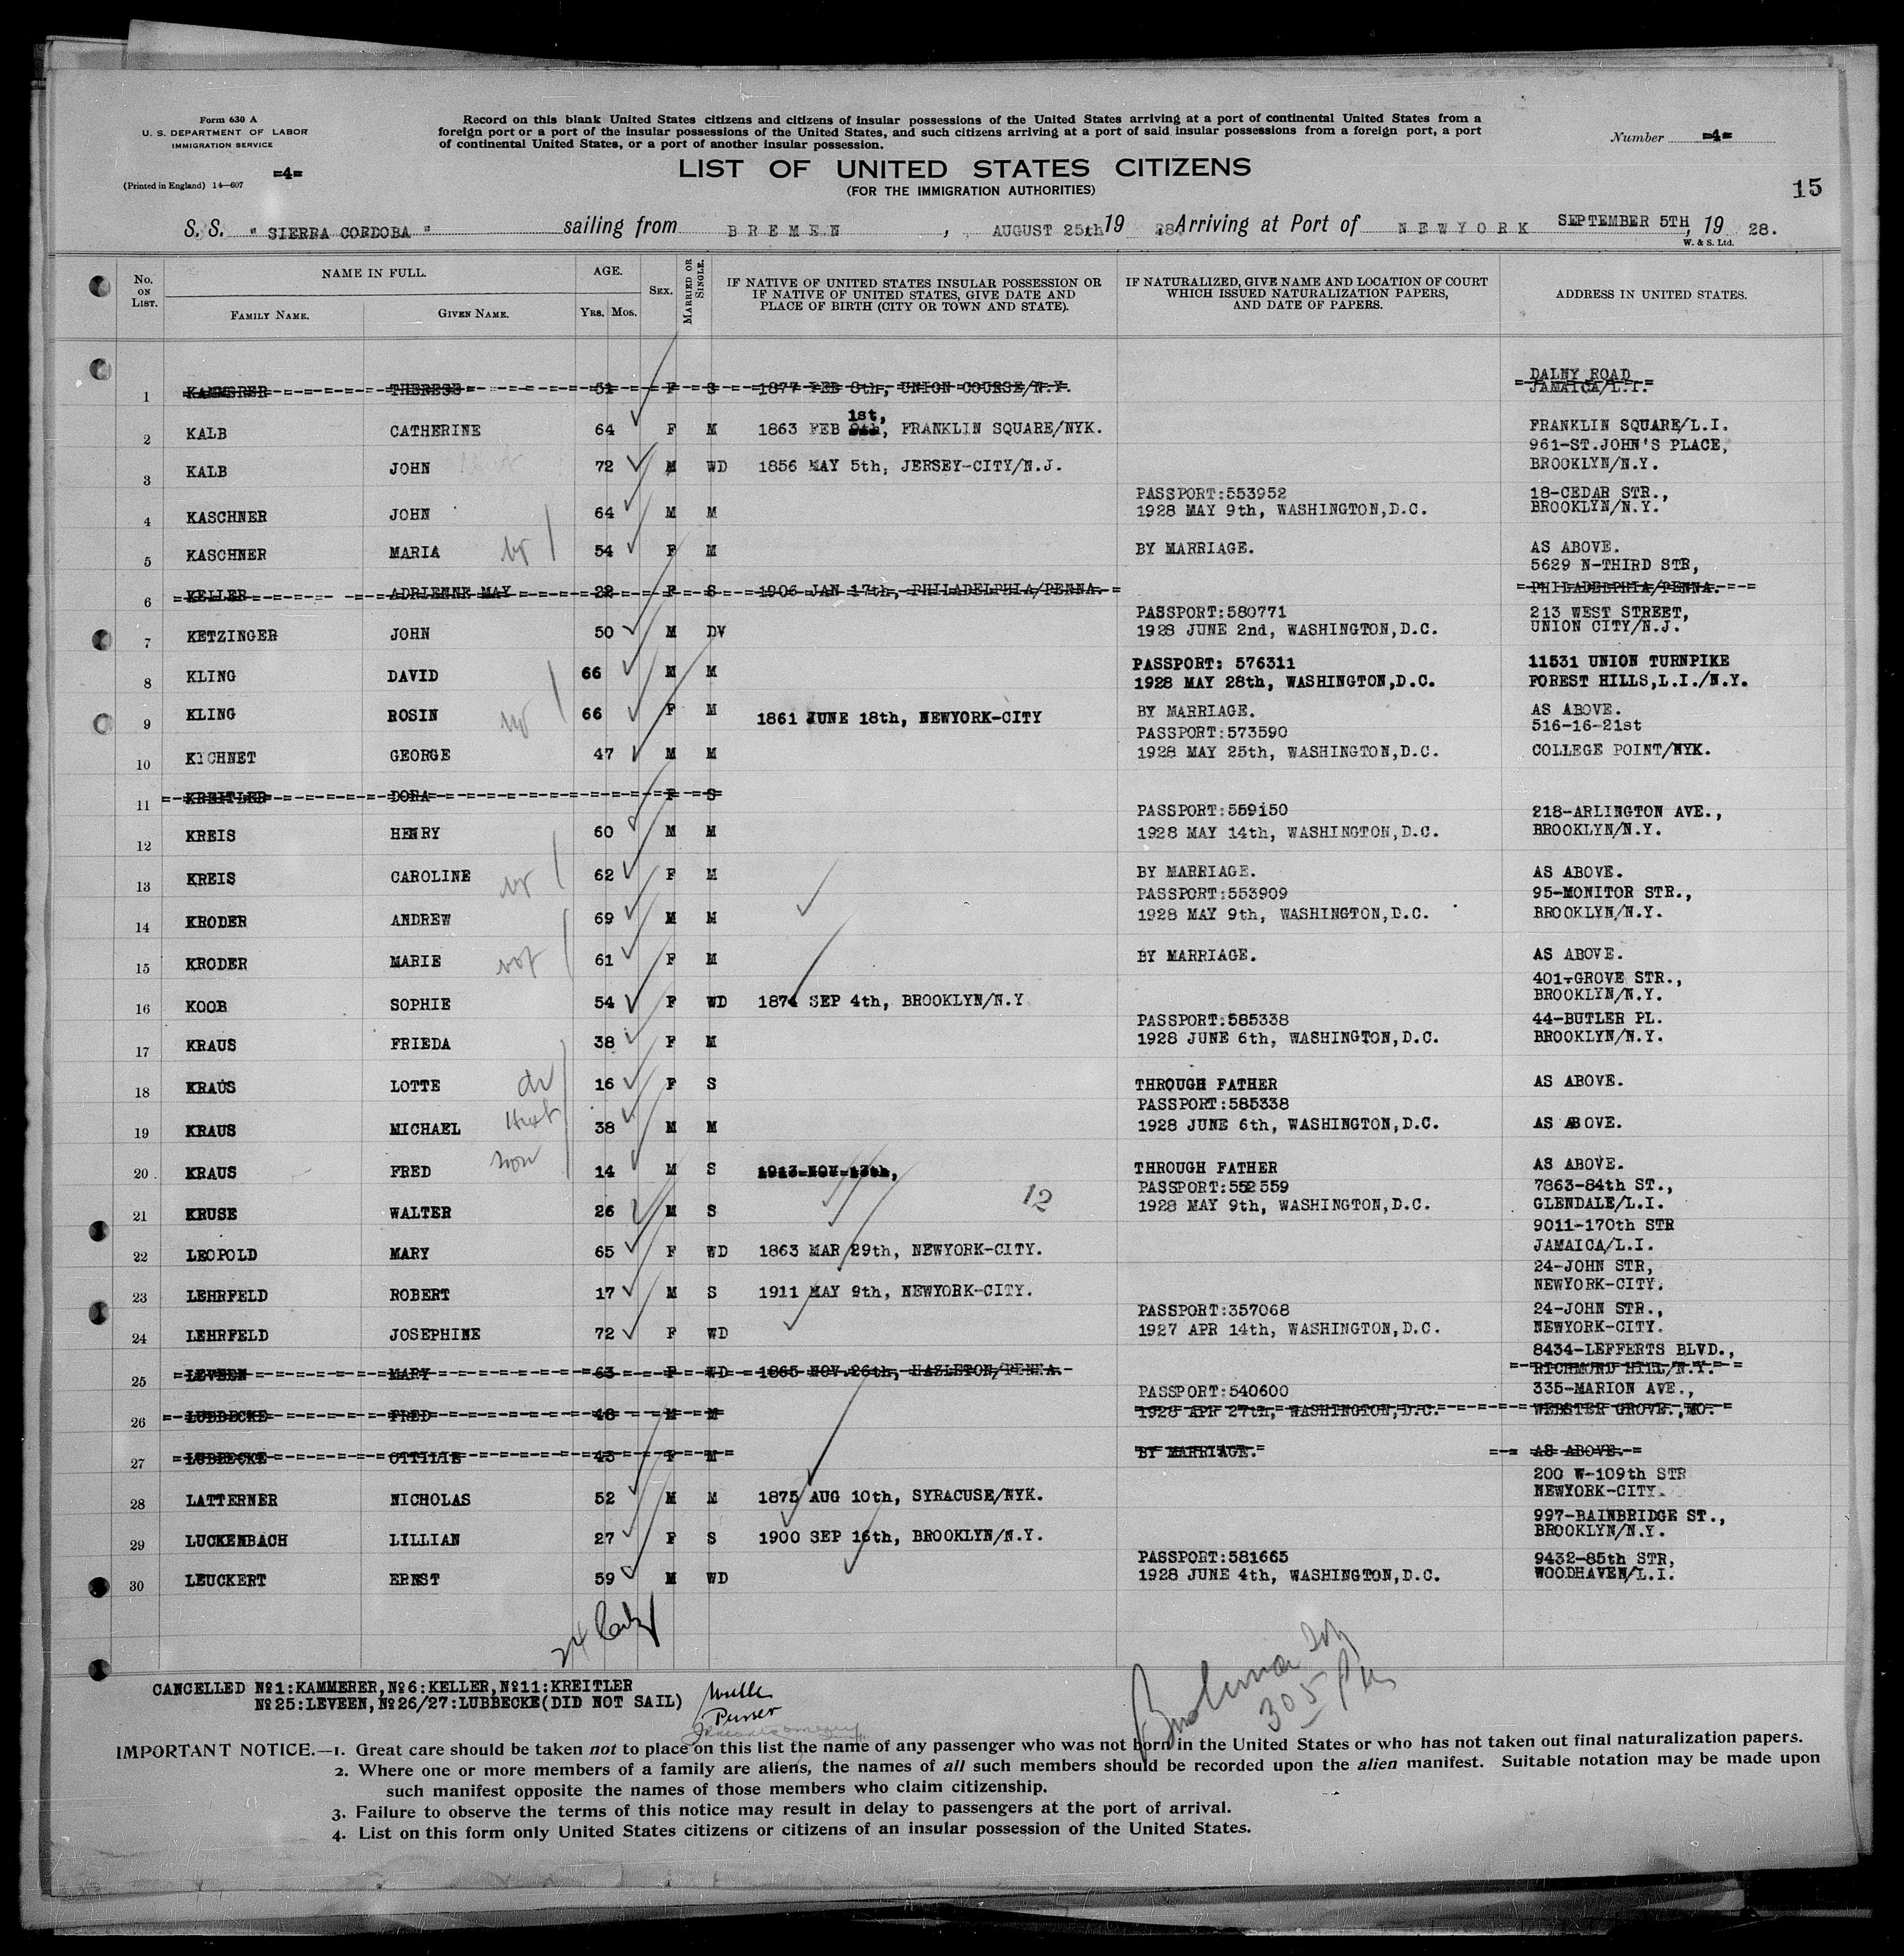 Form 630 A
U. S. DEPARTMENT OF LABOR
IMMIGRATION SERVICE
=4=
(Printed in England) 14—607
Record on this blank United States citizens and citizens of insular possessions of the United States arriving at a port of continental United States from a
foreign port or a port of the insular possessions of the United States, and such citizens arriving at a port of said insular possessions from a foreign port, a port
of continental United States, or a port of another insular possession.
Number =4=
LIST OF UNITED STATES CITIZENS
(FOR THE IMMIGRATION AUTHORITIES)
15
S. S. "SIERRA CORDOBA" sailing from BREMEN, AUGUST 25th 19 28. Arriving at Port of NEWYORK SEPTEMBER 5TH, 19 28.
W. & S. Ltd.
No. ON LIST. NAME IN FULL. FAMILY NAME. GIVEN NAME. AGE. YRS. MOS. SEX. MARRIED OR SINGLE. IF NATIVE OF UNITED STATES INSULAR POSSESSION OR IF NATIVE OF UNITED STATES, GIVE DATE AND PLACE OF BIRTH (CITY OR TOWN AND STATE). IF NATURALIZED, GIVE NAME AND LOCATION OF COURT WHICH ISSUED NATURALIZATION PAPERS, AND DATE OF PAPERS. ADDRESS IN UNITED STATES.
1 KAMMERER THERESE 51 F S 1877 FEB 8th, UNION COURSE/N.Y. DALNY ROAD JAMAICA/L.I.
2 KALB CATHERINE 64 F M 1863 FEB 9th 1st, FRANKLIN SQUARE/NYK. FRANKLIN SQUARE/L.I.
3 KALB JOHN 72 M WD 1856 MAY 5th, JERSEY-CITY/N.J. 961-ST.JOHN'S PLACE, BROOKLYN/N.Y.
4 KASCHNER JOHN 64 M M PASSPORT:553952 1928 MAY 9th, WASHINGTON,D.C. 18-CEDAR STR., BROOKLYN/N.Y.
5 KASCHNER MARIA 54 F M BY MARRIAGE. AS ABOVE.
6 KELLER ADRIENNE MAY 22 F S 1906 JAN 17th, PHILADELPHIA/PENNA. 5629 N-THIRD STR, PHILADELPHIA/PENNA.
7 KETZINGER JOHN 50 M DV PASSPORT:580771 1928 JUNE 2nd, WASHINGTON,D.C. 213 WEST STREET, UNION CITY/N.J.
8 KLING DAVID 66 M M PASSPORT: 576311 1928 MAY 28th, WASHINGTON,D.C. 11531 UNION TURNPIKE FOREST HILLS,L.I./N.Y.
9 KLING ROSIN 66 F M 1861 JUNE 18th, NEWYORK-CITY BY MARRIAGE. AS ABOVE.
10 KICHNET GEORGE 47 M M PASSPORT:573590 1928 MAY 25th, WASHINGTON,D.C. 516-16-21st COLLEGE POINT/NYK.
11 KREITLER DORA F S
12 KREIS HENRY 60 M M PASSPORT:559150 1928 MAY 14th, WASHINGTON,D.C. 218-ARLINGTON AVE., BROOKLYN/N.Y.
13 KREIS CAROLINE 62 F M BY MARRIAGE. AS ABOVE.
14 KRODER ANDREW 69 M M PASSPORT:553909 1928 MAY 9th, WASHINGTON,D.C. 95-MONITOR STR., BROOKLYN/N.Y.
15 KRODER MARIE 61 F M BY MARRIAGE. AS ABOVE.
16 KOOB SOPHIE 54 F WD 1874 SEP 4th, BROOKLYN/N.Y 401-GROVE STR., BROOKLYN/N.Y.
17 KRAUS FRIEDA 38 F M PASSPORT:585338 1928 JUNE 6th, WASHINGTON,D.C. 44-BUTLER PL. BROOKLYN/N.Y.
18 KRAUS LOTTE 16 F S THROUGH FATHER AS ABOVE.
19 KRAUS MICHAEL 38 M M PASSPORT:585338 1928 JUNE 6th, WASHINGTON,D.C. AS ABOVE.
20 KRAUS FRED 14 M S 1913 NOV 13th, THROUGH FATHER AS ABOVE.
21 KRUSE WALTER 26 M S 12 PASSPORT:552559 1928 MAY 9th, WASHINGTON,D.C. 7863-84th ST., GLENDALE/L.I.
22 LEOPOLD MARY 65 F WD 1863 MAR 29th, NEWYORK-CITY. 9011-170th STR JAMAICA/L.I.
23 LEHRFELD ROBERT 17 M S 1911 MAY 9th, NEWYORK-CITY. 24-JOHN STR, NEWYORK-CITY.
24 LEHRFELD JOSEPHINE 72 F WD PASSPORT:357068 1927 APR 14th, WASHINGTON,D.C. 24-JOHN STR., NEWYORK-CITY.
25 LEVEEN MARY 63 F WD 1865 NOV 26th, HAZLETON/PENNA. 8434-LEFFERTS BLVD., RICHMOND HILL/N.Y.
26 LUBBECKE FRED 48 M M PASSPORT:540600 1928 APR 27th, WASHINGTON,D.C. 335-MARION AVE., WEBSTER GROVE.,MO.
27 LUBBECKE OTTILIE 43 F M BY MARRIAGE. AS ABOVE.
28 LATTERNER NICHOLAS 52 M M 1875 AUG 10th, SYRACUSE/NYK. 200 W-109th STR NEWYORK-CITY.
29 LUCKENBACH LILLIAN 27 F S 1900 SEP 16th, BROOKLYN/N.Y. 997-BAINBRIDGE ST., BROOKLYN/N.Y.
30 LEUCKERT ERNST 59 M WD PASSPORT:581665 1928 JUNE 4th, WASHINGTON,D.C. 9432-85th STR, WOODHAVEN/L.I.
24
CANCELLED №1:KAMMERER,№6:KELLER,№11:KREITLER
№25:LEVEEN,№26/27:LUBBECKE(DID NOT SAIL)
Purser
305
IMPORTANT NOTICE.—1. Great care should be taken not to place on this list the name of any passenger who was not born in the United States or who has not taken out final naturalization papers.
2. Where one or more members of a family are aliens, the names of all such members should be recorded upon the alien manifest. Suitable notation may be made upon
such manifest opposite the names of those members who claim citizenship.
3. Failure to observe the terms of this notice may result in delay to passengers at the port of arrival.
4. List on this form only United States citizens or citizens of an insular possession of the United States.